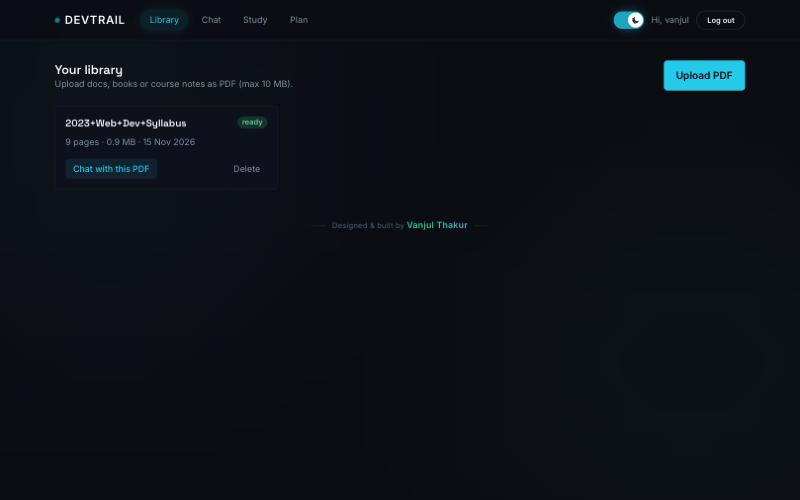 DEVTRAIL Library Chat Study Plan Hi, vanjul Log out
Your library
Upload docs, books or course notes as PDF (max 10 MB).
Upload PDF
2023+Web+Dev+Syllabus ready
9 pages · 0.9 MB · 15 Nov 2026
Chat with this PDF Delete
Designed & built by Vanjul Thakur